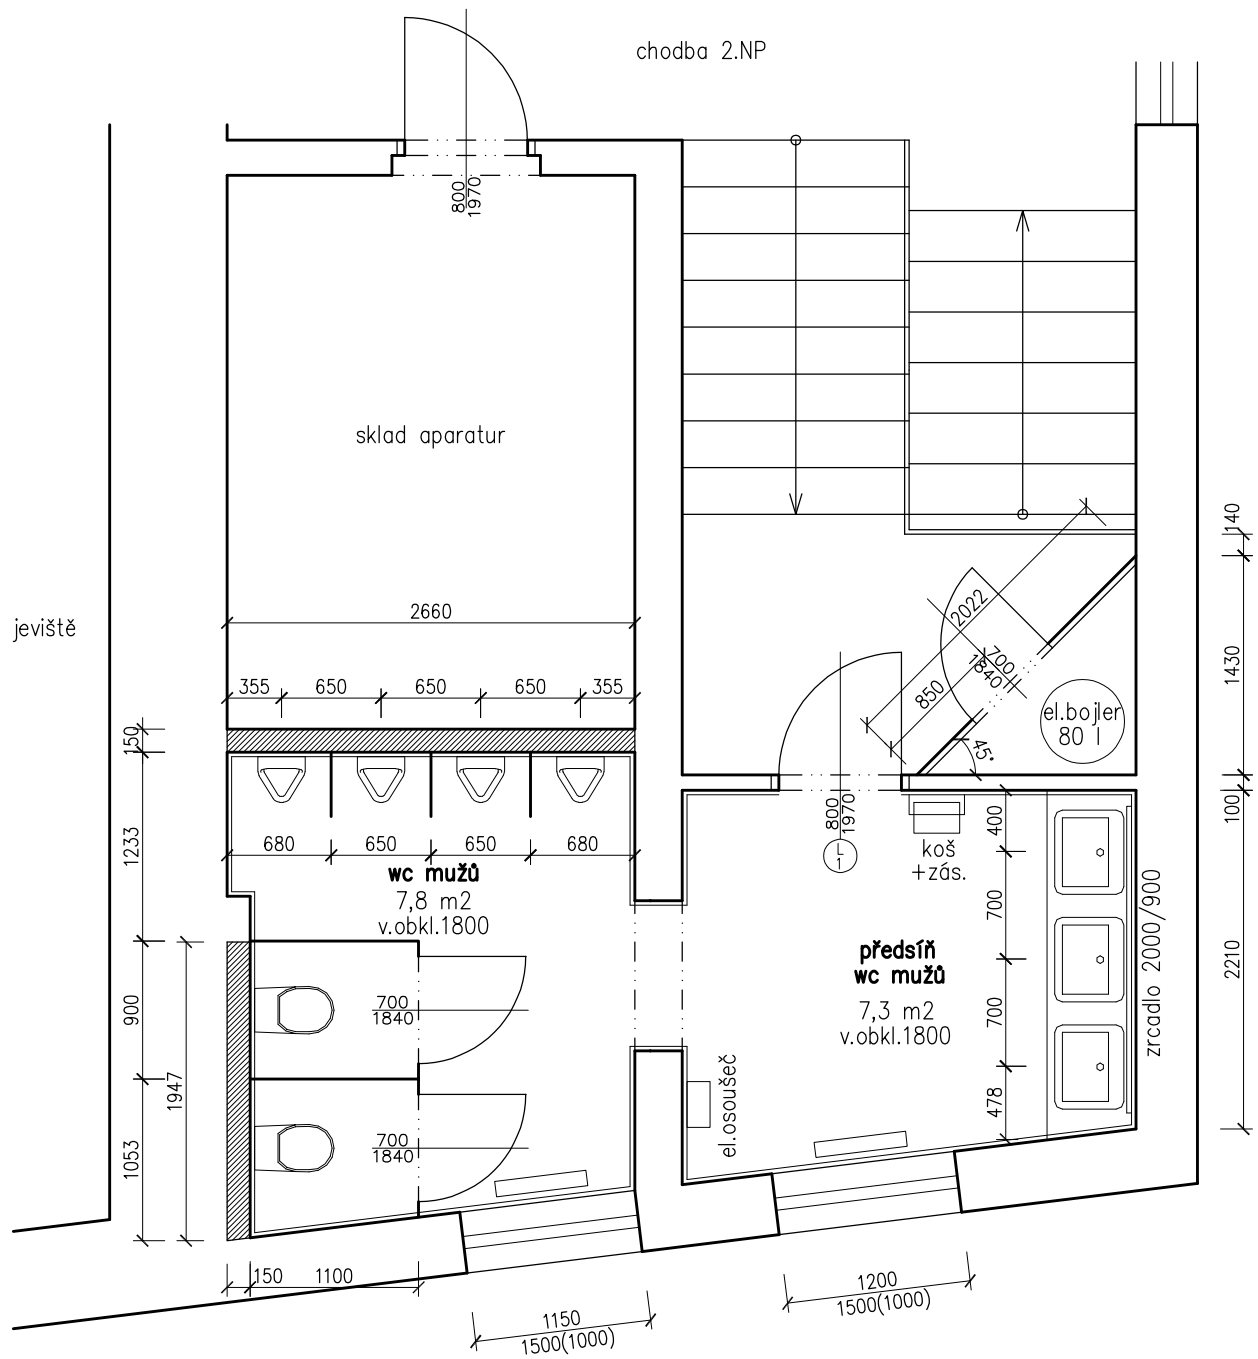 chodba 2.NP
800
1970
sklad aparatur
jeviště
2660
355 650 650 650 355
2022
850
700
1840
45°
el.bojler
80 l
140
1430
100
2210
150
1233
900
1053
1947
680 650 650 680
wc mužů
7,8 m2
v.obkl.1800
800
1970
L
1
koš
+zás.
400
700
700
478
zrcadlo 2000/900
předsíň
wc mužů
7,3 m2
v.obkl.1800
el.osoušeč
700
1840
700
1840
150 1100
1150
1500(1000)
1200
1500(1000)